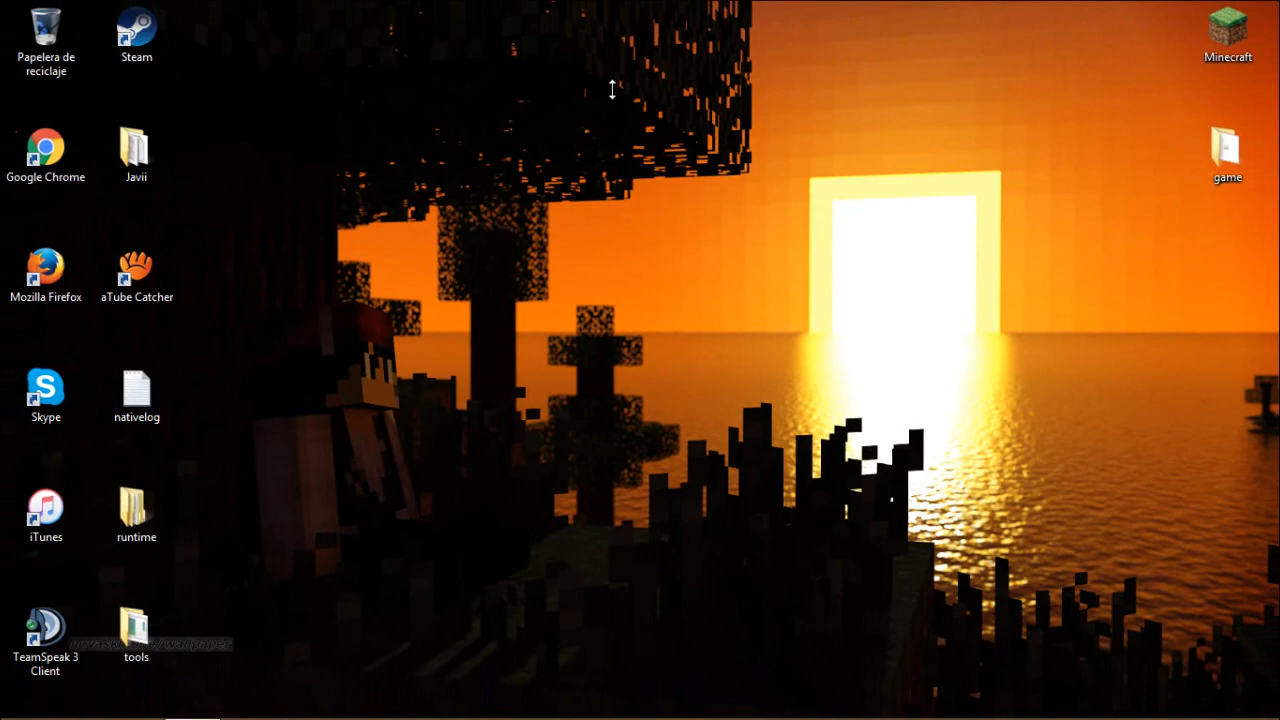 Papelera de
reciclaje
Steam
Minecraft
Google Chrome
Javii
game
Mozilla Firefox
aTube Catcher
Skype
nativelog
iTunes
runtime
TeamSpeak 3
Client
tools
/wallpaper